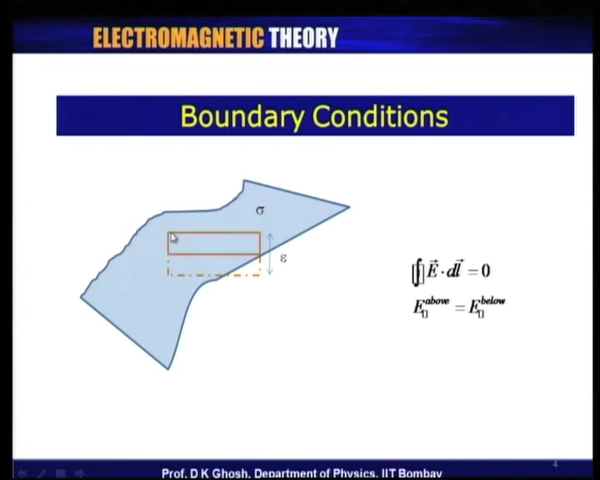 ELECTROMAGNETIC THEORY
Boundary Conditions
σ
ε
∮ E⃗ · dl⃗ = 0
E▯^above = E▯^below
4
Prof. D K Ghosh, Department of Physics, IIT Bombay